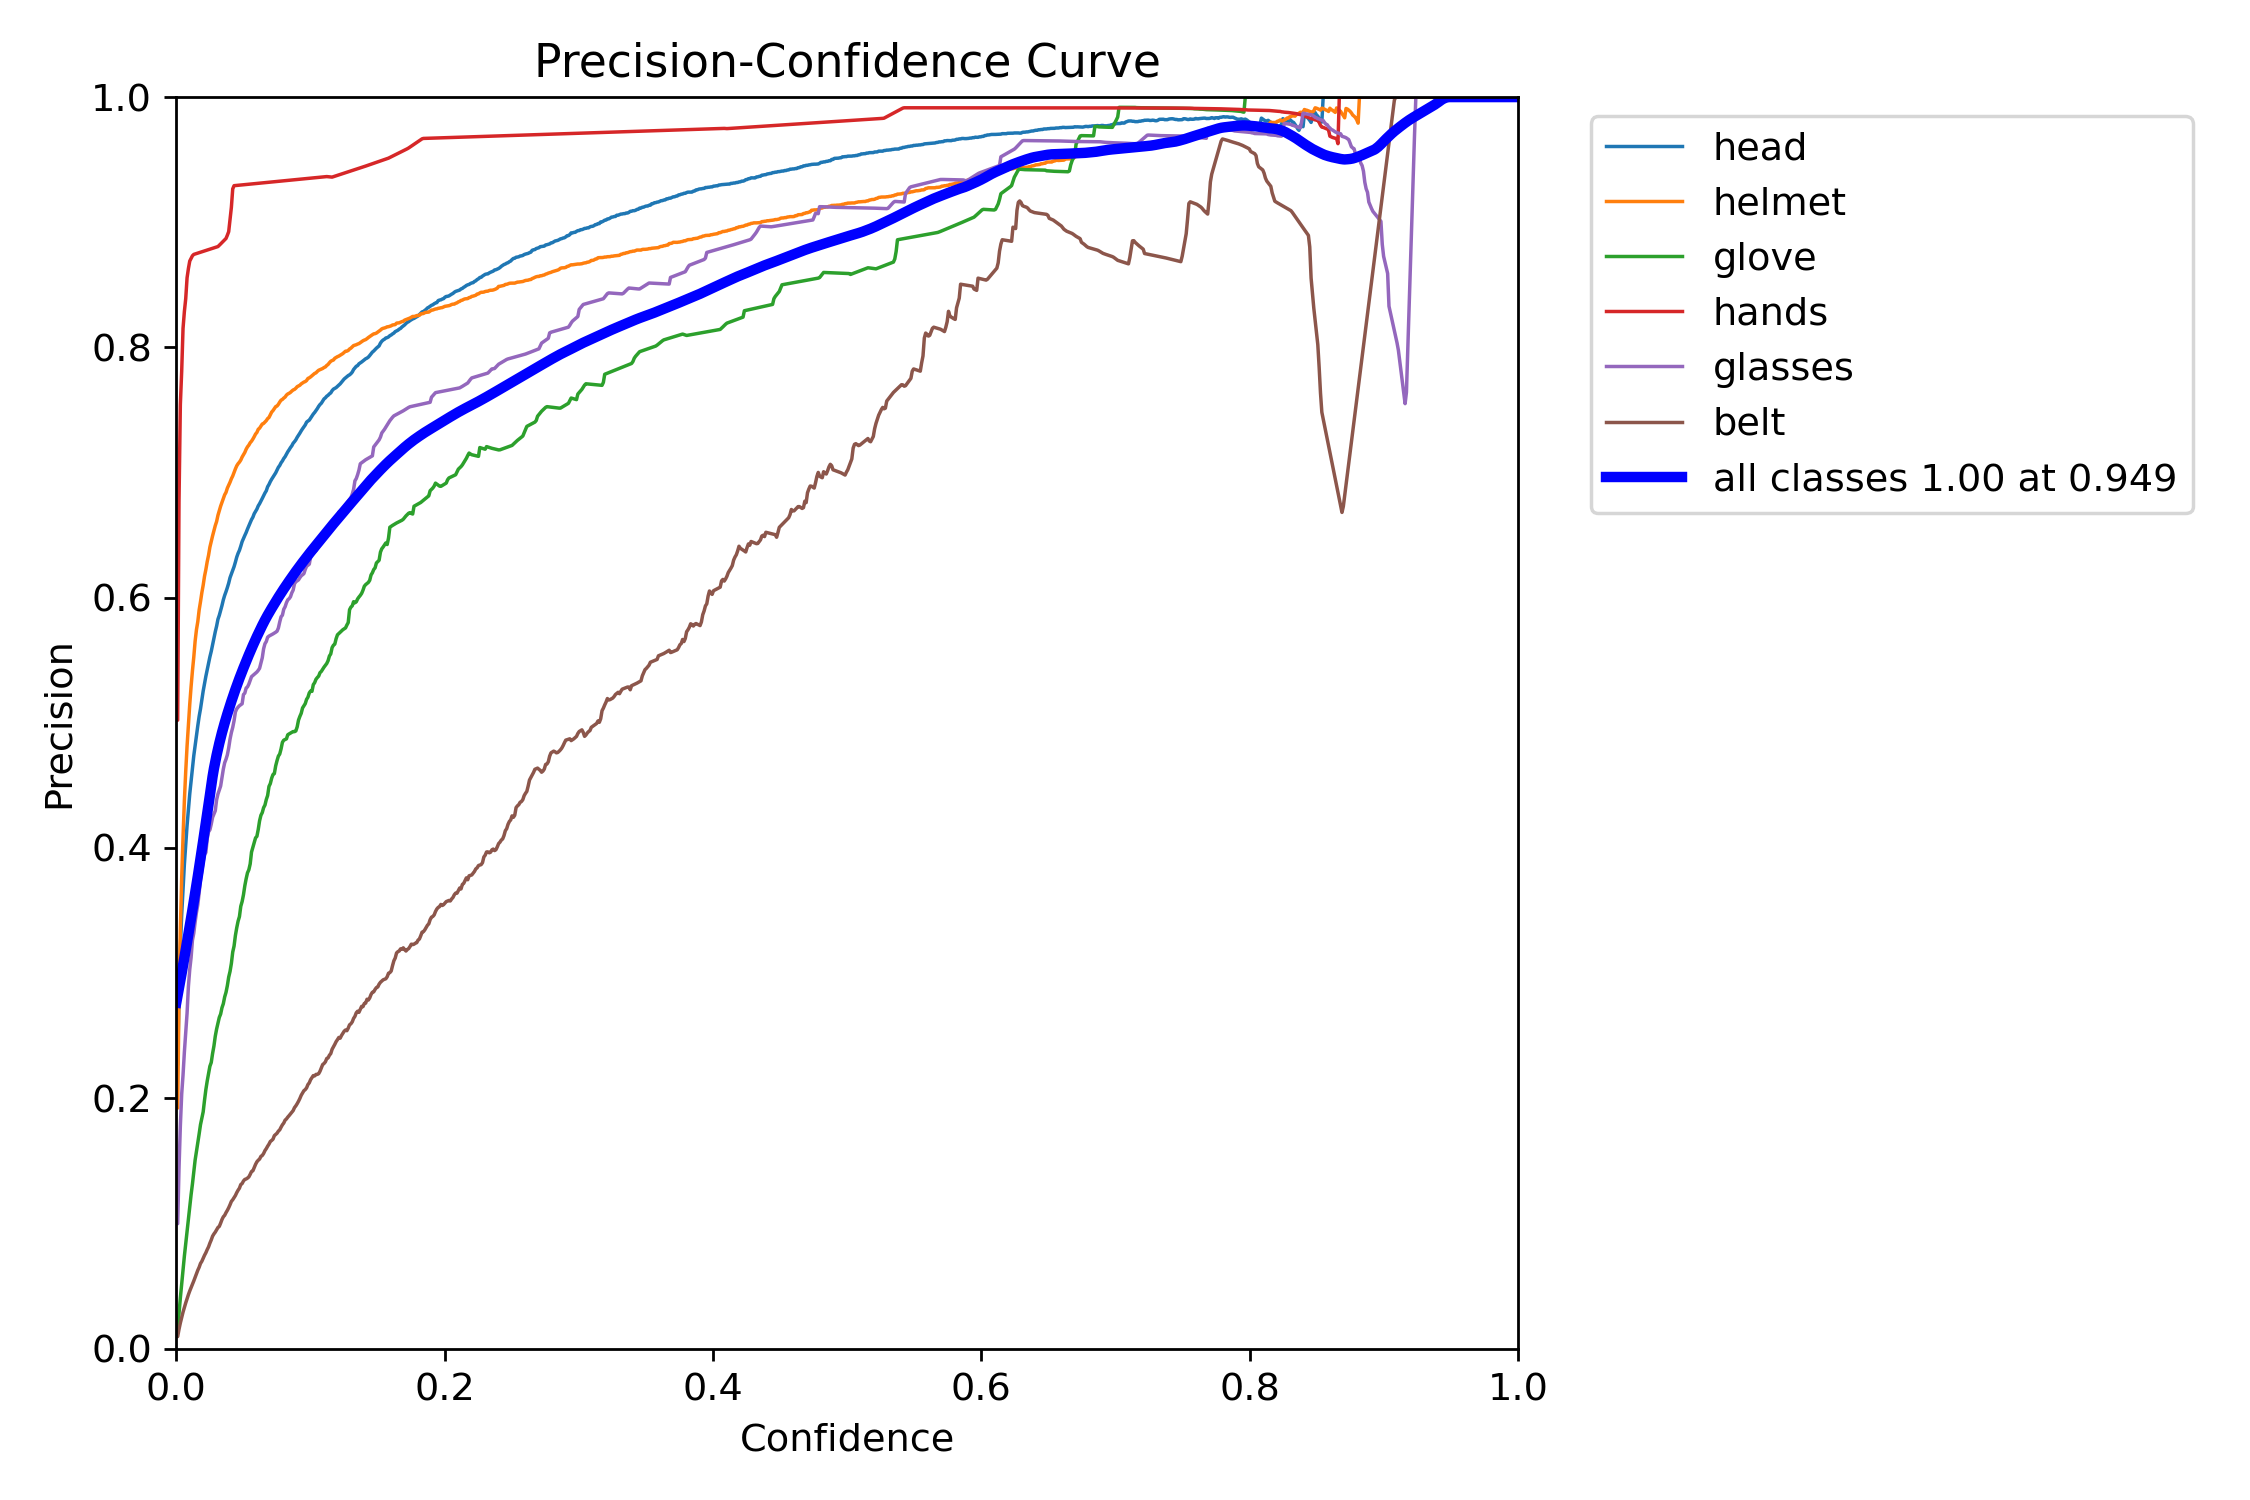 Precision-Confidence Curve
1.0
0.8
0.6
0.4
0.2
0.0
Precision
0.0 0.2 0.4 0.6 0.8 1.0
Confidence
head
helmet
glove
hands
glasses
belt
all classes 1.00 at 0.949